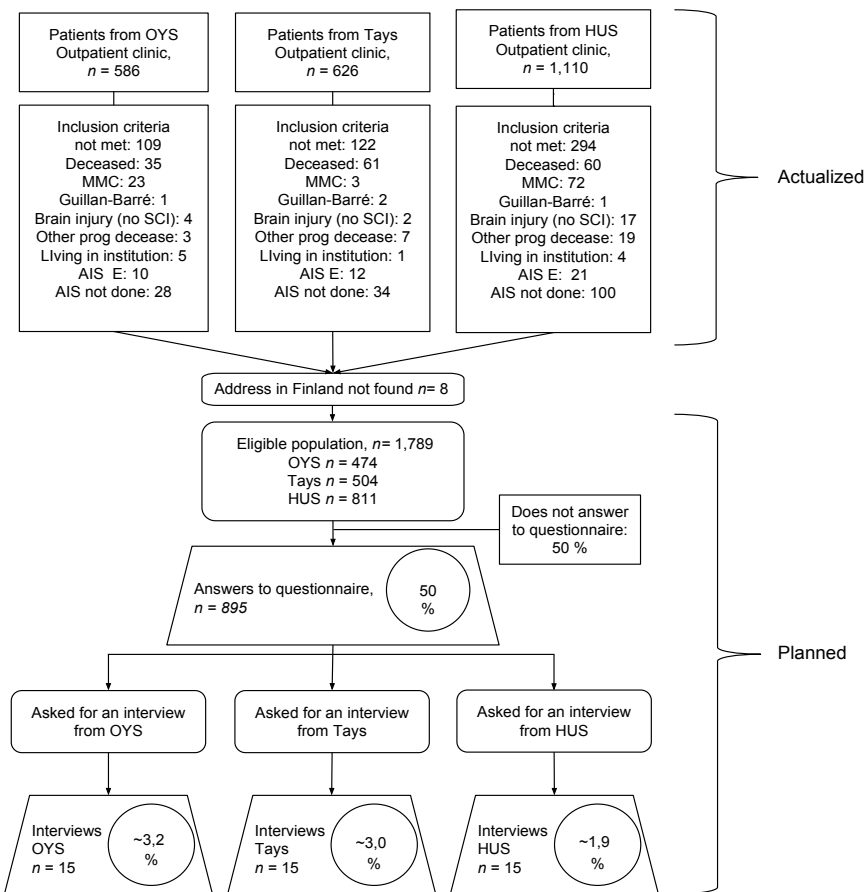 Patients from OYS
Outpatient clinic,
n = 586
Patients from Tays
Outpatient clinic,
n = 626
Patients from HUS
Outpatient clinic,
n = 1,110
Inclusion criteria
not met: 109
Deceased: 35
MMC: 23
Guillan-Barré: 1
Brain injury (no SCI): 4
Other prog decease: 3
LIving in institution: 5
AIS E: 10
AIS not done: 28
Inclusion criteria
not met: 122
Deceased: 61
MMC: 3
Guillan-Barré: 2
Brain injury (no SCI): 2
Other prog decease: 7
LIving in institution: 1
AIS E: 12
AIS not done: 34
Inclusion criteria
not met: 294
Deceased: 60
MMC: 72
Guillan-Barré: 1
Brain injury (no SCI): 17
Other prog decease: 19
LIving in institution: 4
AIS E: 21
AIS not done: 100
Actualized
Address in Finland not found n= 8
Eligible population, n= 1,789
OYS n = 474
Tays n = 504
HUS n = 811
Does not answer
to questionnaire:
50 %
Answers to questionnaire,
n = 895
50
%
Planned
Asked for an interview
from OYS
Asked for an interview
from Tays
Asked for an interview
from HUS
Interviews
OYS
n = 15
~3,2
%
Interviews
Tays
n = 15
~3,0
%
Interviews
HUS
n = 15
~1,9
%